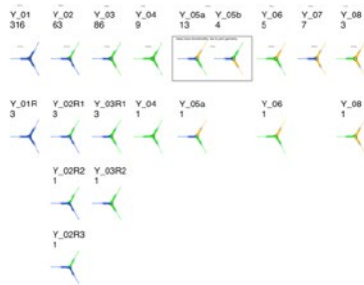 Y_01 Y_02 Y_03 Y_04 Y_05a Y_05b Y_06 Y_07 Y_08
316 63 86 9 13 4 5 7 3
Y_01R Y_02R1 Y_03R1 Y_04 Y_05a Y_06 Y_08
3 3 3 1 1 1 1
Y_02R2 Y_03R2
1 1
Y_02R3
1